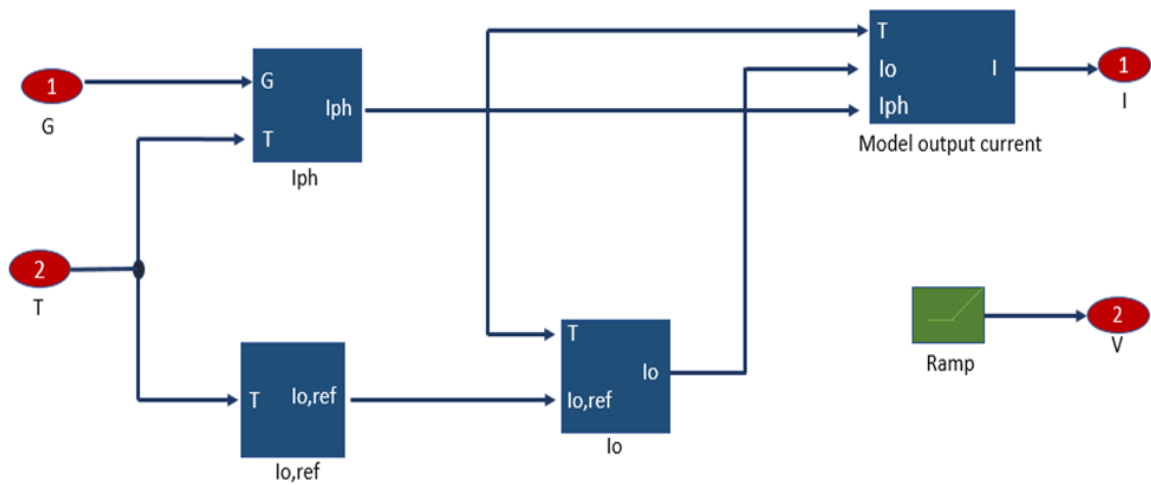 1
G
2
T
G
T
Iph
Iph
T
Io,ref
Io,ref
T
Io,ref
Io
Io
T
Io
Iph
I
Model output current
1
I
Ramp
2
V